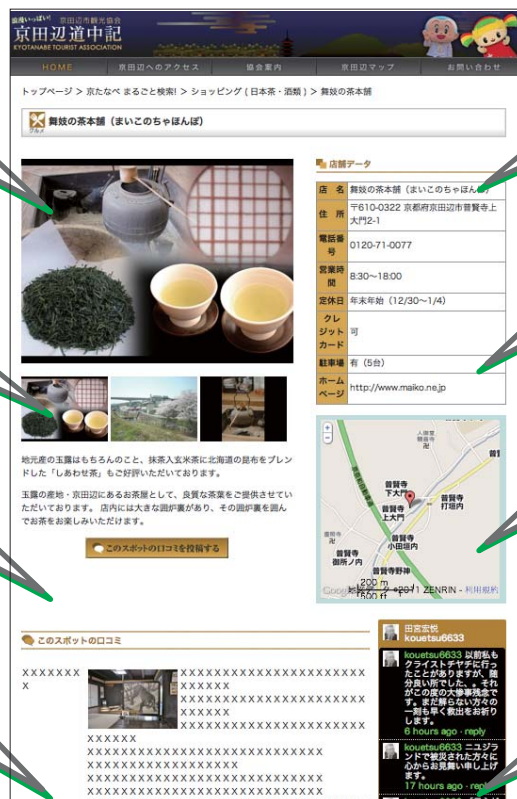 浪漫いっぱい! 京田辺市観光協会
京田辺道中記
KYOTANABE TOURIST ASSOCIATION
HOME 京田辺へのアクセス 協会案内 京田辺マップ お問い合わせ
トップページ > 京たなべ まるごと検索! > ショッピング ( 日本茶・酒類 ) > 舞妓の茶本舗
グルメ 舞妓の茶本舗（まいこのちゃほんぽ）
店舗データ
店 名 舞妓の茶本舗（まいこのちゃほんぽ）
住 所 〒610-0322 京都府京田辺市普賢寺上
大門2-1
電話番
号 0120-71-0077
営業時
間 8:30～18:00
定休日 年末年始（12/30～1/4）
クレ
ジット
カード 可
駐車場 有（5台）
ホーム
ページ http://www.maiko.ne.jp
地元産の玉露はもちろんのこと、抹茶入玄米茶に北海道の昆布をブレン
ドした「しあわせ茶」もご好評いただいております。
玉露の産地・京田辺にあるお茶屋として、良質な茶葉をご提供させてい
ただいております。 店内には大きな囲炉裏があり、その囲炉裏を囲ん
でお茶をお楽しみいただけます。
このスポットの口コミを投稿する
普賢寺
下大門
普賢寺
上大門
普賢寺
打垣内
普賢寺
小田垣内
普賢寺
御所ノ内
普賢寺野神
200 m
500 ft
©2011 ZENRIN - 利用規約
このスポットの口コミ
X X X X X X X
X
X X X X X X X X X X X X X X X X X X X X X
X X X X X X
X X X X X X X X X X X X X X X X X X X X X
X X X X X X
X X X X X X X X X X X X X X X X X X X X X
X X X X X X
X X X X X X X X X X X X X X X X X X X X X X X X X X
X X X X X X X X X X X X X X X X X X X X X X X X X X
X X X X X X X X X X X X X X X X X X X X X X X X X X
X X X X X X X X X X X X X X X X X X X X X X X X X X
田宮宏悦
kouetsu6633
kouetsu6633 以前私も
クライストチヤチに行っ
たことがありますが、随
分良い所でした、。それ
がこの度の大惨事残念で
す。まだ解らない方々の
一刻も早く救出をお祈り
します。
6 hours ago · reply
kouetsu6633 ニュジラ
ンドで被災された方々に
心からお見舞い申し上げ
ます。
17 hours ago · reply